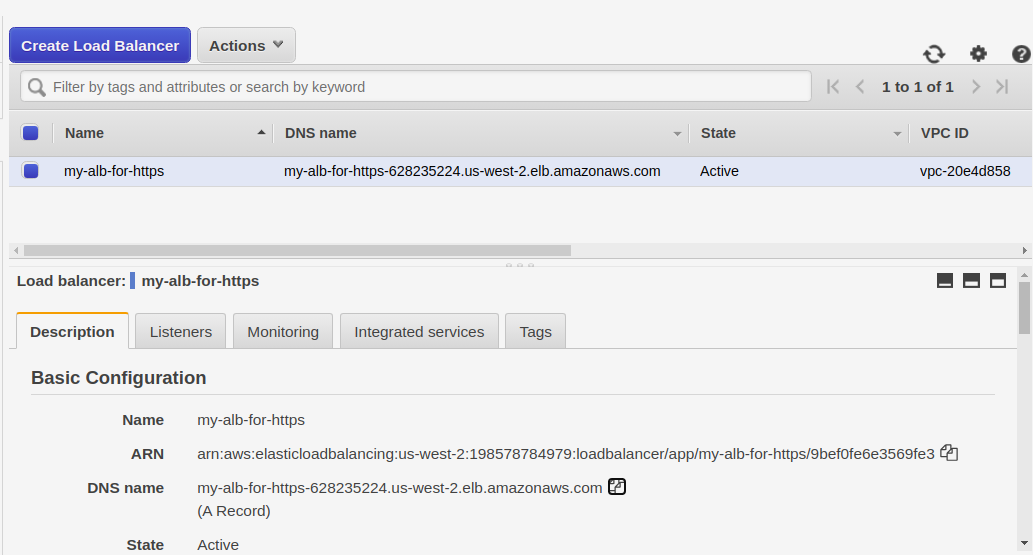 Create Load Balancer Actions
Filter by tags and attributes or search by keyword 1 to 1 of 1
Name DNS name State VPC ID
my-alb-for-https my-alb-for-https-628235224.us-west-2.elb.amazonaws.com Active vpc-20e4d858
Load balancer: my-alb-for-https
Description Listeners Monitoring Integrated services Tags
Basic Configuration
Name my-alb-for-https
ARN arn:aws:elasticloadbalancing:us-west-2:198578784979:loadbalancer/app/my-alb-for-https/9bef0fe6e3569fe3
DNS name my-alb-for-https-628235224.us-west-2.elb.amazonaws.com
(A Record)
State Active